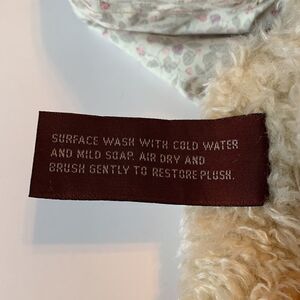 SURFACE WASH WITH COLD WATER
AND MILD SOAP. AIR DRY AND
BRUSH GENTLY TO RESTORE PLUSH.